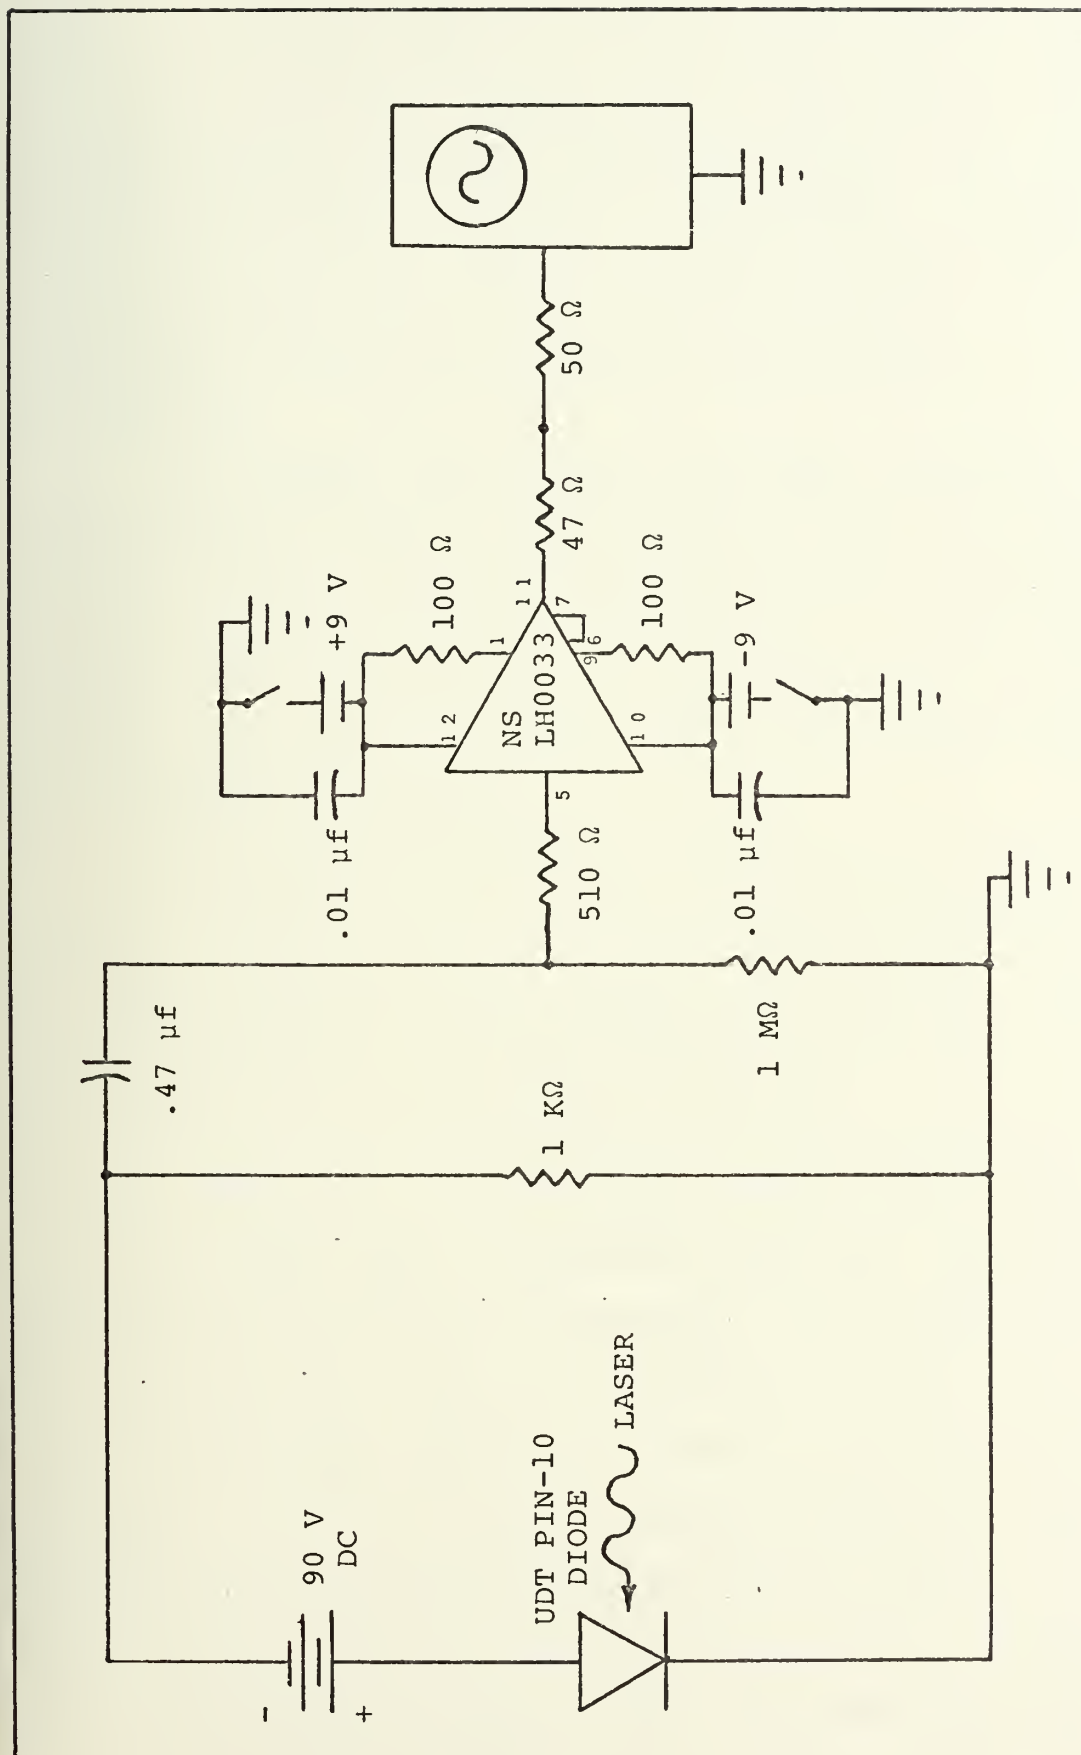 90 V
DC
-
+
UDT PIN-10
DIODE
LASER
.47 µf
1 KΩ
1 MΩ
510 Ω
5
.01 µf
.01 µf
12
10
NS
LH0033
1
9
6
7
11
+9 V
-9 V
100 Ω
100 Ω
47 Ω
50 Ω